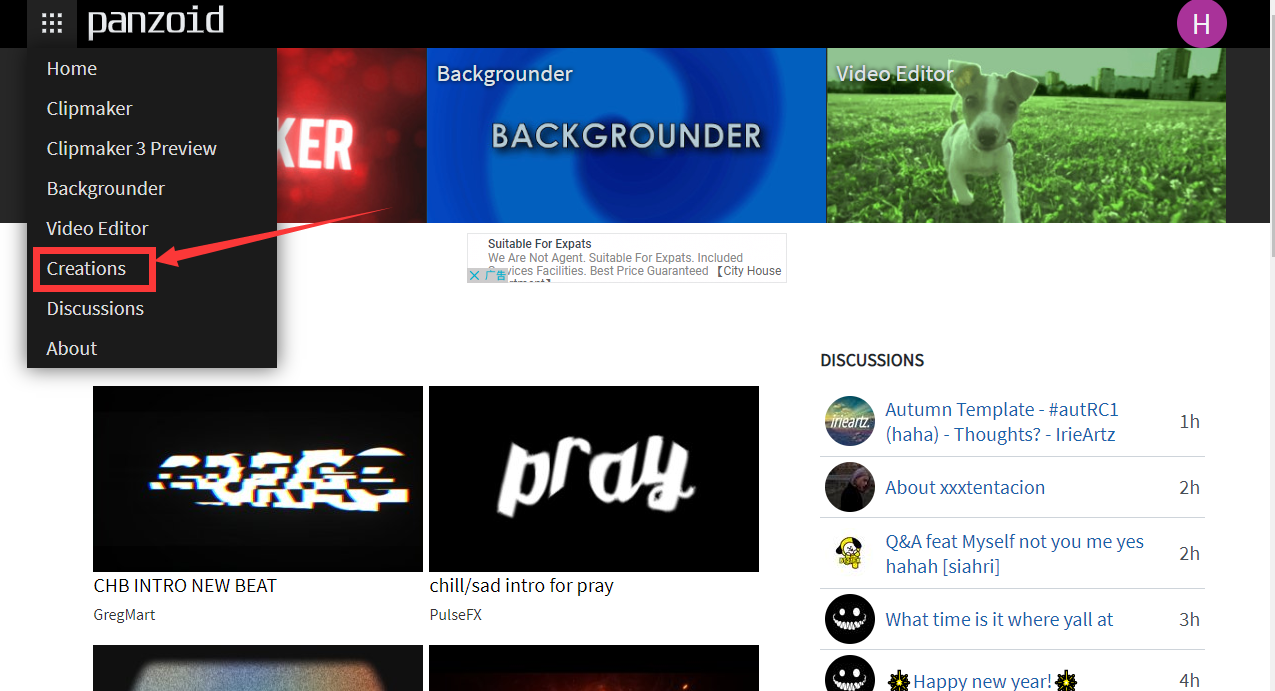 panzoid
H
Home
Clipmaker
Clipmaker 3 Preview
Backgrounder
Video Editor
Creations
Discussions
About
KER
Backgrounder
BACKGROUNDER
Video Editor
Suitable For Expats
We Are Not Agent. Suitable For Expats. Included
vices Facilities. Best Price Guaranteed 【City House
广告
CHB INTRO NEW BEAT
GregMart
pray
chill/sad intro for pray
PulseFX
DISCUSSIONS
irieartz.
Autumn Template - #autRC1
(haha) - Thoughts? - IrieArtz
1h
About xxxtentacion
2h
Q&A feat Myself not you me yes
hahah [siahri]
2h
What time is it where yall at
3h
Happy new year!
4h